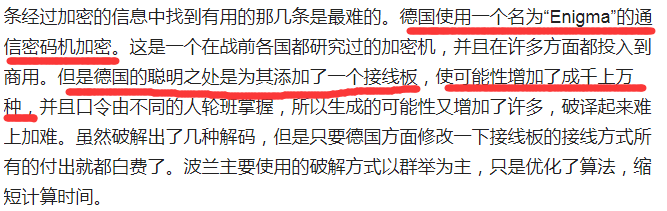 条经过加密的信息中找到有用的那几条是最难的。德国使用一个名为“Enigma”的通
信密码机加密。这是一个在战前各国都研究过的加密机，并且在许多方面都投入到
商用。但是德国的聪明之处是为其添加了一个接线板，使可能性增加了成千上万
种，并且口令由不同的人轮班掌握，所以生成的可能性又增加了许多，破译起来难
上加难。虽然破解出了几种解码，但是只要德国方面修改一下接线板的接线方式所
有的付出就都白费了。波兰主要使用的破解方式以群举为主，只是优化了算法，缩
短计算时间。